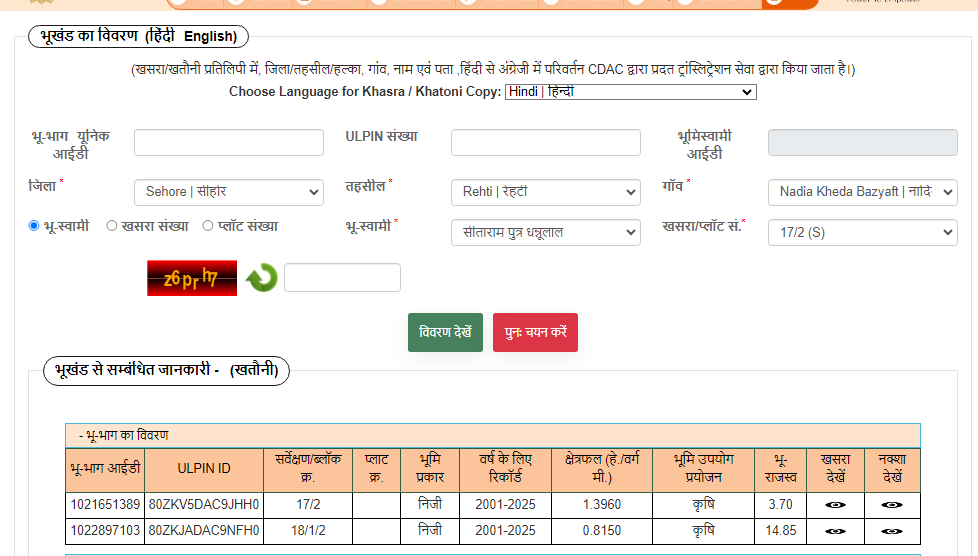 भूखंड का विवरण (हिंदी English)
(खसरा/खतौनी प्रतिलिपी में, जिला/तहसील/हल्का, गांव, नाम एवं पता ,हिंदी से अंग्रेजी में परिवर्तन CDAC द्वारा प्रदत ट्रांस्लिट्रेशन सेवा द्वारा किया जाता है।)
Choose Language for Khasra / Khatoni Copy: Hindi | हिन्दी
भू-भाग यूनिक आईडी ULPIN संख्या भूमिस्वामी आईडी
जिला * Sehore | सीहोर तहसील * Rehti | रेहटी गाँव * Nadia Kheda Bazyaft | नादि
भू-स्वामी खसरा संख्या प्लॉट संख्या भू-स्वामी * सीताराम पुत्र धन्नूलाल खसरा/प्लॉट सं.* 17/2 (S)
z6prh7
विवरण देखें पुनः चयन करें
भूखंड से सम्बंधित जानकारी - (खतौनी)
- भू-भाग का विवरण
भू-भाग आईडी ULPIN ID सर्वेक्षण/ब्लॉक क्र. प्लाट क्र. भूमि प्रकार वर्ष के लिए रिकॉर्ड क्षेत्रफल (हे./वर्ग मी.) भूमि उपयोग प्रयोजन भू-राजस्व खसरा देखें नक्शा देखें
1021651389 80ZKV5DAC9JHH0 17/2 निजी 2001-2025 1.3960 कृषि 3.70
1022897103 80ZKJADAC9NFH0 18/1/2 निजी 2001-2025 0.8150 कृषि 14.85